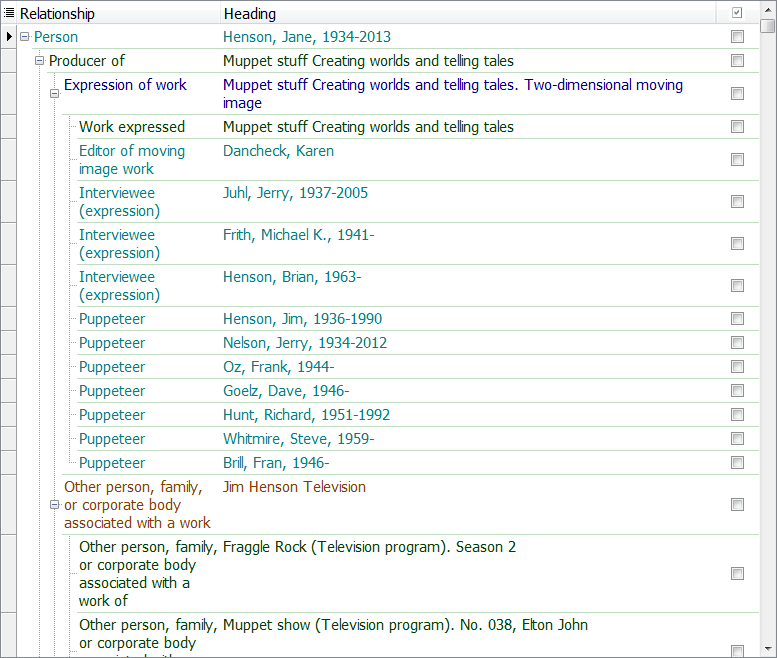 Relationship Heading
Person Henson, Jane, 1934-2013
Producer of Muppet stuff Creating worlds and telling tales
Expression of work Muppet stuff Creating worlds and telling tales. Two-dimensional moving
image
Work expressed Muppet stuff Creating worlds and telling tales
Editor of moving Dancheck, Karen
image work
Interviewee Juhl, Jerry, 1937-2005
(expression)
Interviewee Frith, Michael K., 1941-
(expression)
Interviewee Henson, Brian, 1963-
(expression)
Puppeteer Henson, Jim, 1936-1990
Puppeteer Nelson, Jerry, 1934-2012
Puppeteer Oz, Frank, 1944-
Puppeteer Goelz, Dave, 1946-
Puppeteer Hunt, Richard, 1951-1992
Puppeteer Whitmire, Steve, 1959-
Puppeteer Brill, Fran, 1946-
Other person, family, Jim Henson Television
or corporate body
associated with a work
Other person, family, Fraggle Rock (Television program). Season 2
or corporate body
associated with a
work of
Other person, family, Muppet show (Television program). No. 038, Elton John
or corporate body